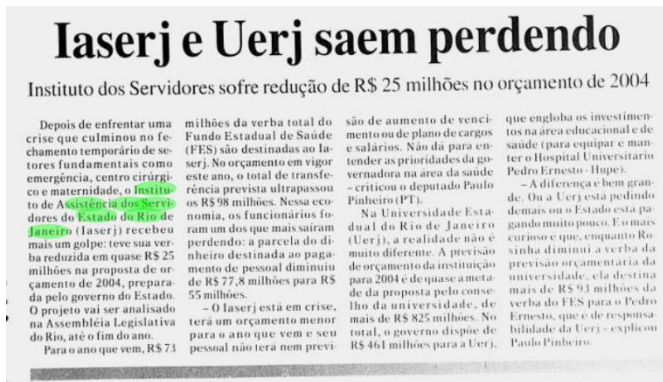 Iaserj e Uerj saem perdendo
Instituto dos Servidores sofre redução de R$ 25 milhões no orçamento de 2004
Depois de enfrentar uma
crise que culminou no fe-
chamento temporário de se-
tores fundamentais como
emergência, centro cirúrgi-
co e maternidade, o Institu-
to de Assistência dos Servi-
dores do Estado do Rio de
Janeiro (Iaserj) recebeu
mais um golpe: teve sua ver-
ba reduzida em quase R$ 25
milhões na proposta de or-
çamento de 2004, prepara-
da pelo governo do Estado.
O projeto vai ser analisado
na Assembléia Legislativa
do Rio, até o fim do ano.
Para o ano que vem, R$ 73
milhões da verba total do
Fundo Estadual de Saúde
(FES) são destinadas ao Ia-
serj. No orçamento em vigor
este ano, o total de transfe-
rência prevista ultrapassou
os R$ 98 milhões. Nessa eco-
nomia, os funcionários fo-
ram um dos que mais saíram
perdendo: a parcela do di-
nheiro destinada ao paga-
mento de pessoal diminuiu
de R$ 77,8 milhões para R$
55 milhões.
– O Iaserj está em crise,
terá um orçamento menor
para o ano que vem e seu
pessoal não terá nem previ-
são de aumento de venci-
mento ou de plano de cargos
e salários. Não dá para en-
tender as prioridades da go-
vernadora na área da saúde
– criticou o deputado Paulo
Pinheiro (PT).
Na Universidade Esta-
dual do Rio de Janeiro
(Uerj), a realidade não é
muito diferente. A previsão
de orçamento da instituição
para 2004 é de quase a meta-
de da proposta pelo conse-
lho da universidade, de
mais de R$ 825 milhões. No
total, o governo dispõe de
R$ 461 milhões para a Uerj,
que engloba os investimen-
tos na área educacional e de
saúde (para equipar e man-
ter o Hospital Universitário
Pedro Ernesto - Hupe).
– A diferença é bem gran-
de. Ou a Uerj está pedindo
demais ou o Estado esta pa-
gando muito pouco. E o mais
curioso e que, enquanto Ro-
sinha diminui a verba da
previsão orçamentaria da
universidade, ela destina
mais de R$ 93 milhões da
verba do FES para o Pedro
Ernesto, que é de responsa-
bilidade da Uerj – explicou
Paulo Pinheiro.